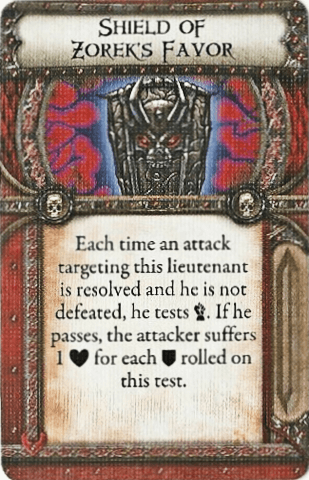 Shield of
Zorek's Favor
Each time an attack
targeting this lieutenant
is resolved and he is not
defeated, he tests . If he
passes, the attacker suffers
1 ♥ for each rolled on
this test.